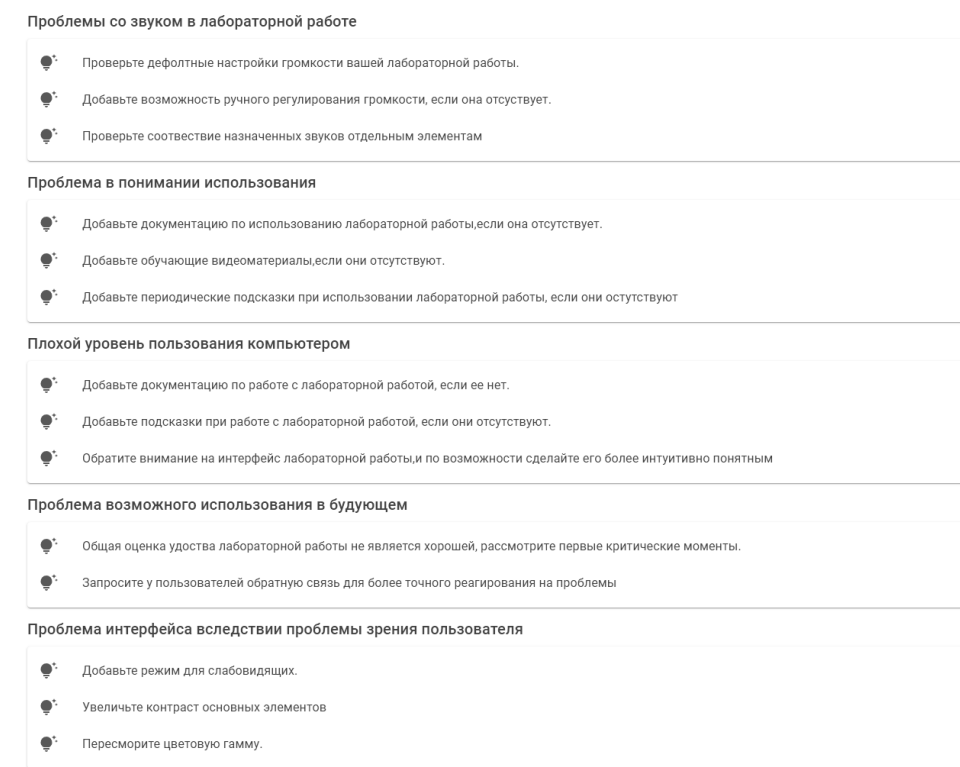 Проблемы со звуком в лабораторной работе
Проверьте дефолтные настройки громкости вашей лабораторной работы.
Добавьте возможность ручного регулирования громкости, если она отсуствует.
Проверьте соотвествие назначенных звуков отдельным элементам
Проблема в понимании использования
Добавьте документацию по использованию лабораторной работы,если она отсутствует.
Добавьте обучающие видеоматериалы,если они отсутствуют.
Добавьте периодические подсказки при использовании лабораторной работы, если они остутствуют
Плохой уровень пользования компьютером
Добавьте документацию по работе с лабораторной работой, если ее нет.
Добавьте подсказки при работе с лабораторной работой, если они отсутствуют.
Обратите внимание на интерфейс лабораторной работы,и по возможности сделайте его более интуитивно понятным
Проблема возможного использования в будующем
Общая оценка удоства лабораторной работы не является хорошей, рассмотрите первые критические моменты.
Запросите у пользователей обратную связь для более точного реагирования на проблемы
Проблема интерфейса вследствии проблемы зрения пользователя
Добавьте режим для слабовидящих.
Увеличьте контраст основных элементов
Пересморите цветовую гамму.